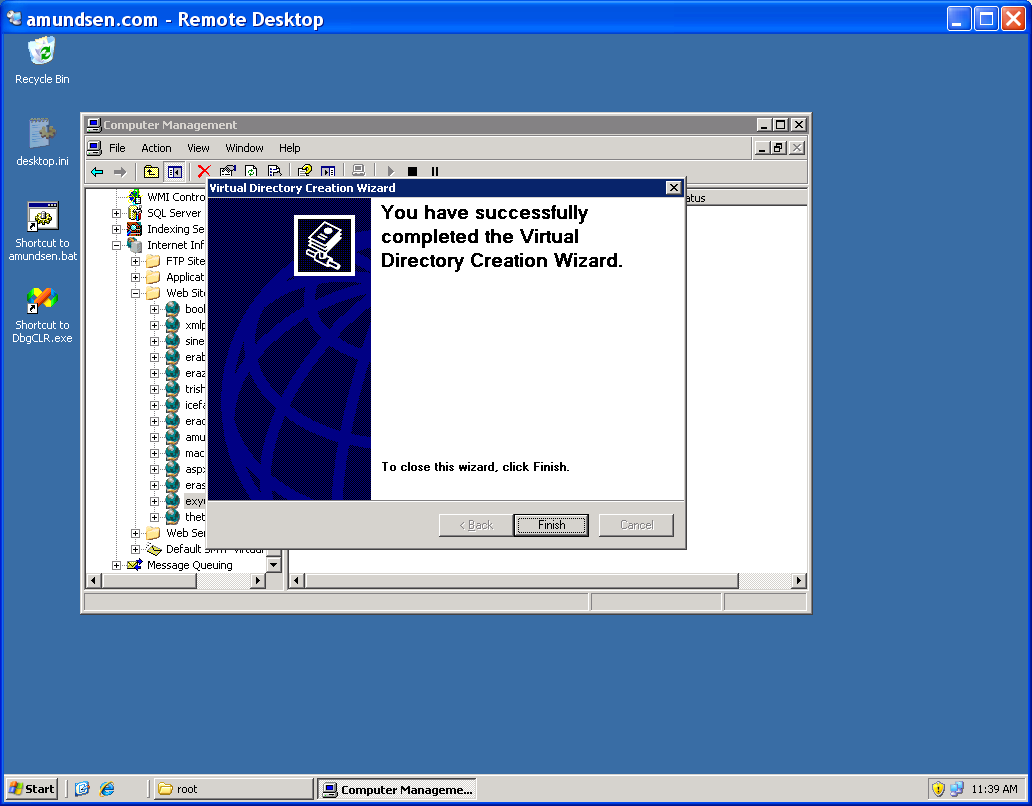 amundsen.com - Remote Desktop
Recycle Bin
desktop.ini
Shortcut to
amundsen.bat
Shortcut to
DbgCLR.exe
Computer Management
File Action View Window Help
Virtual Directory Creation Wizard
You have successfully
completed the Virtual
Directory Creation Wizard.
To close this wizard, click Finish.
< Back Finish Cancel
WMI Contro
atus
SQL Server
Indexing Se
Internet Inf
FTP Site
Applicat
Web Sit
bool
xmlp
sine
erab
eraz
trish
icefa
erac
amu
mac
aspx
eras
exyu
thet
Web Ser
Default SMTP Virtual
Message Queuing
Start root Computer Manageme... 11:39 AM